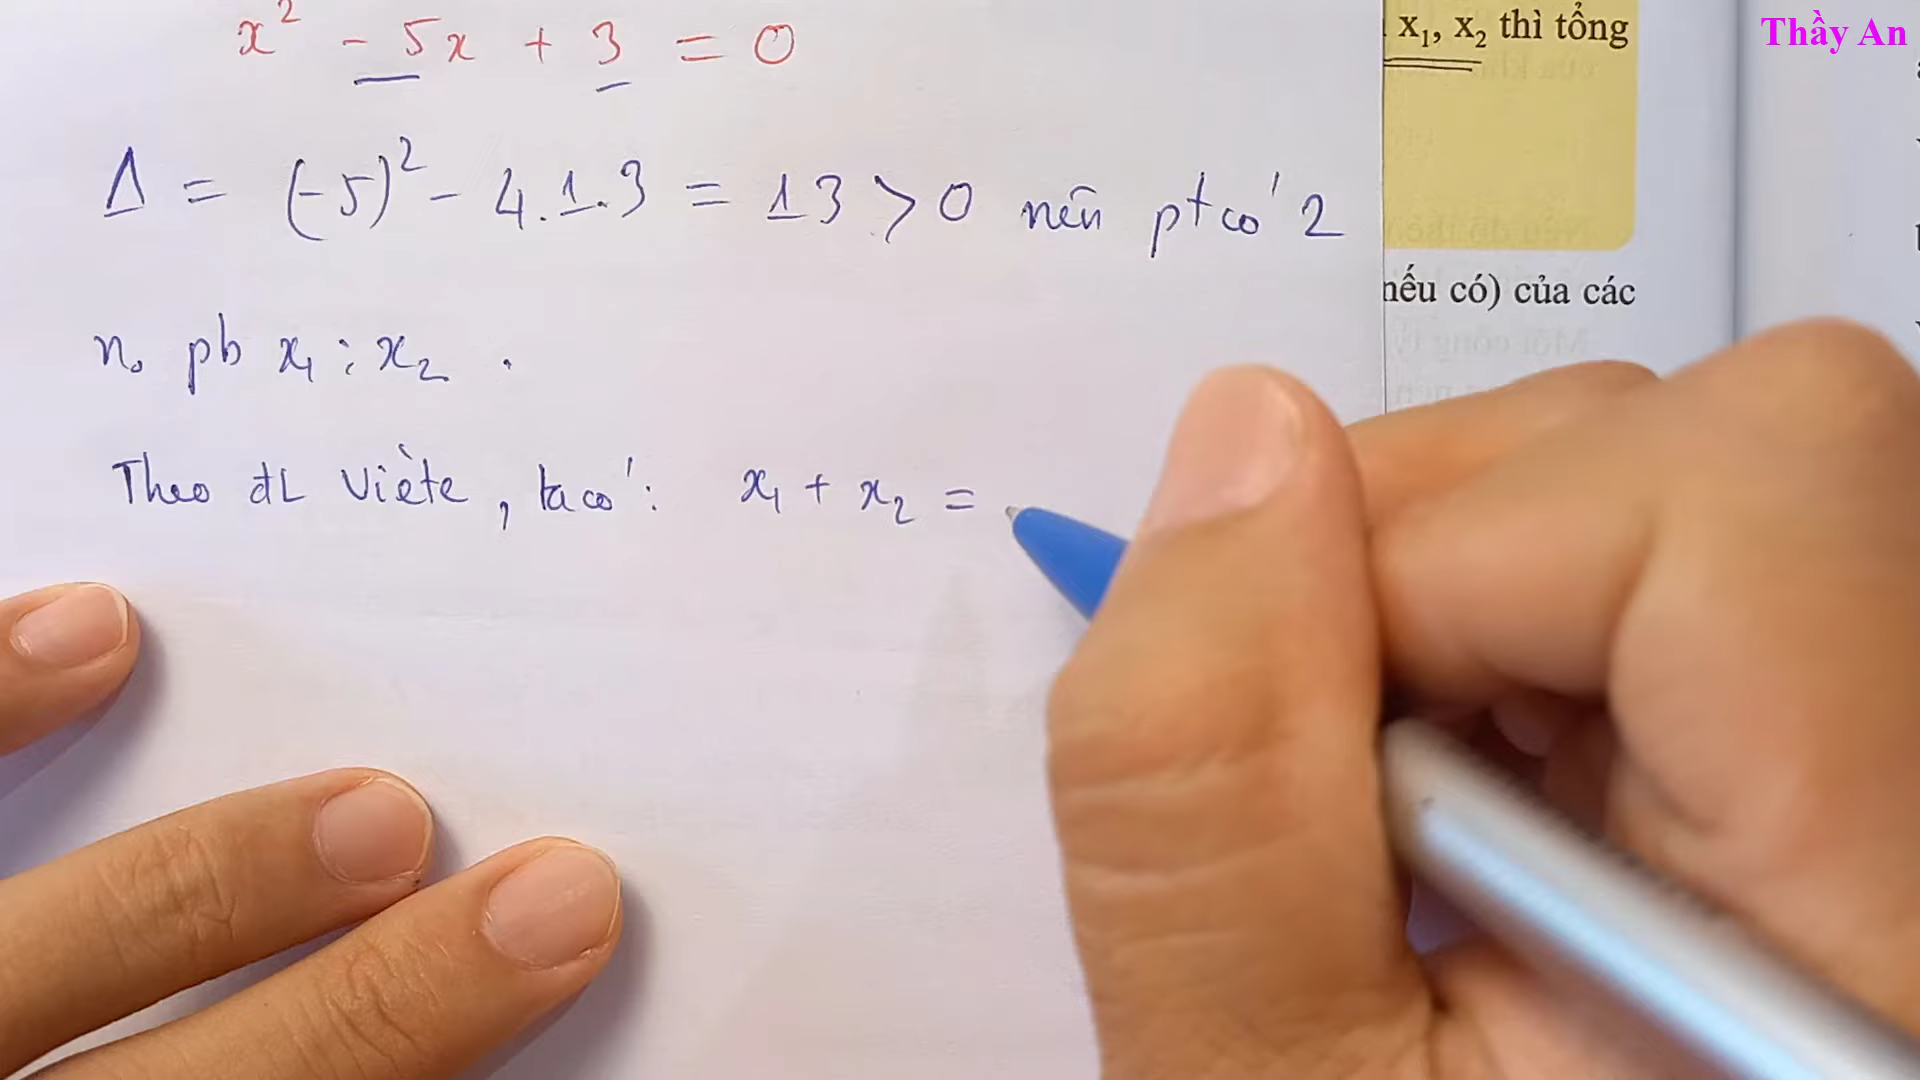 x² - 5x + 3 = 0
Δ = (-5)² - 4.1.3 = 13 > 0 nên pt có 2
n₀ pb x₁ ; x₂ .
Theo đL Viète, ta có: x₁ + x₂ =
x₁, x₂ thì tổng
nếu có) của các
Thầy An